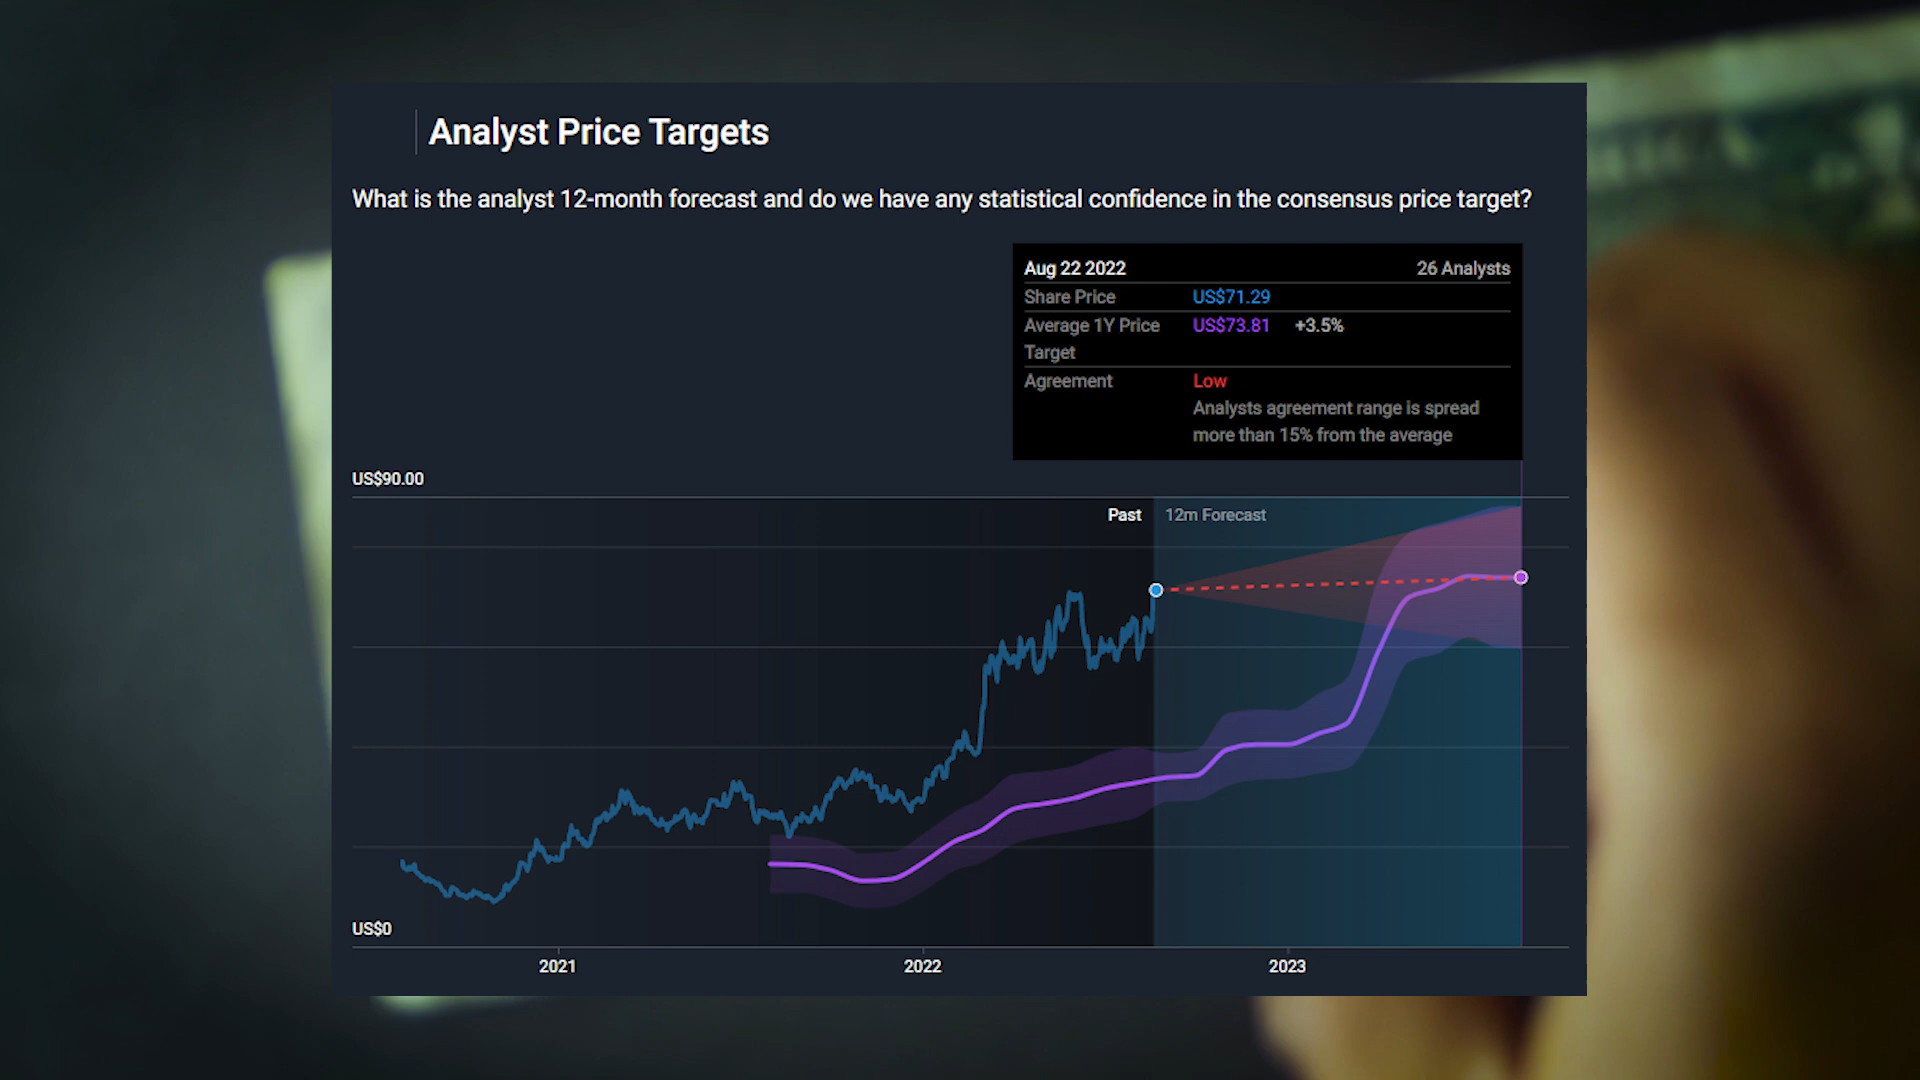 Analyst Price Targets
What is the analyst 12-month forecast and do we have any statistical confidence in the consensus price target?
Aug 22 2022 26 Analysts
Share Price US$71.29
Average 1Y Price US$73.81 +3.5%
Target
Agreement Low
Analysts agreement range is spread
more than 15% from the average
US$90.00
Past 12m Forecast
US$0
2021 2022 2023